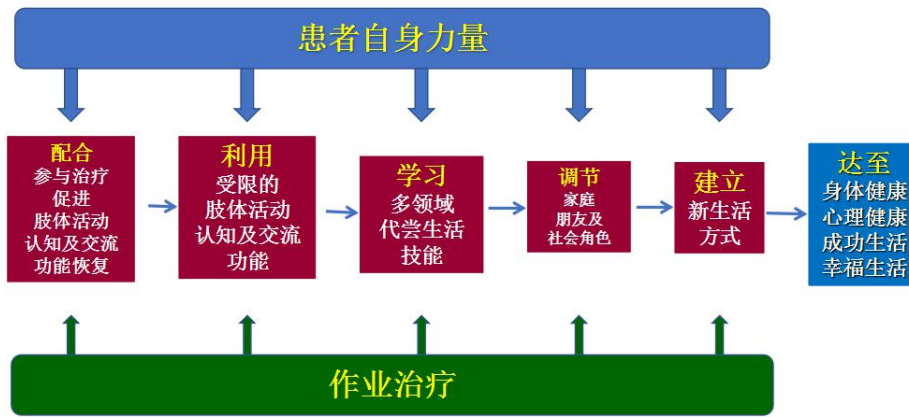 患者自身力量
配合
参与治疗
促进
肢体活动
认知及交流
功能恢复
利用
受限的
肢体活动
认知及交流
功能
学习
多领域
代尝生活
技能
调节
家庭
朋友及
社会角色
建立
新生活
方式
达至
身体健康
心理健康
成功生活
幸福生活
作业治疗